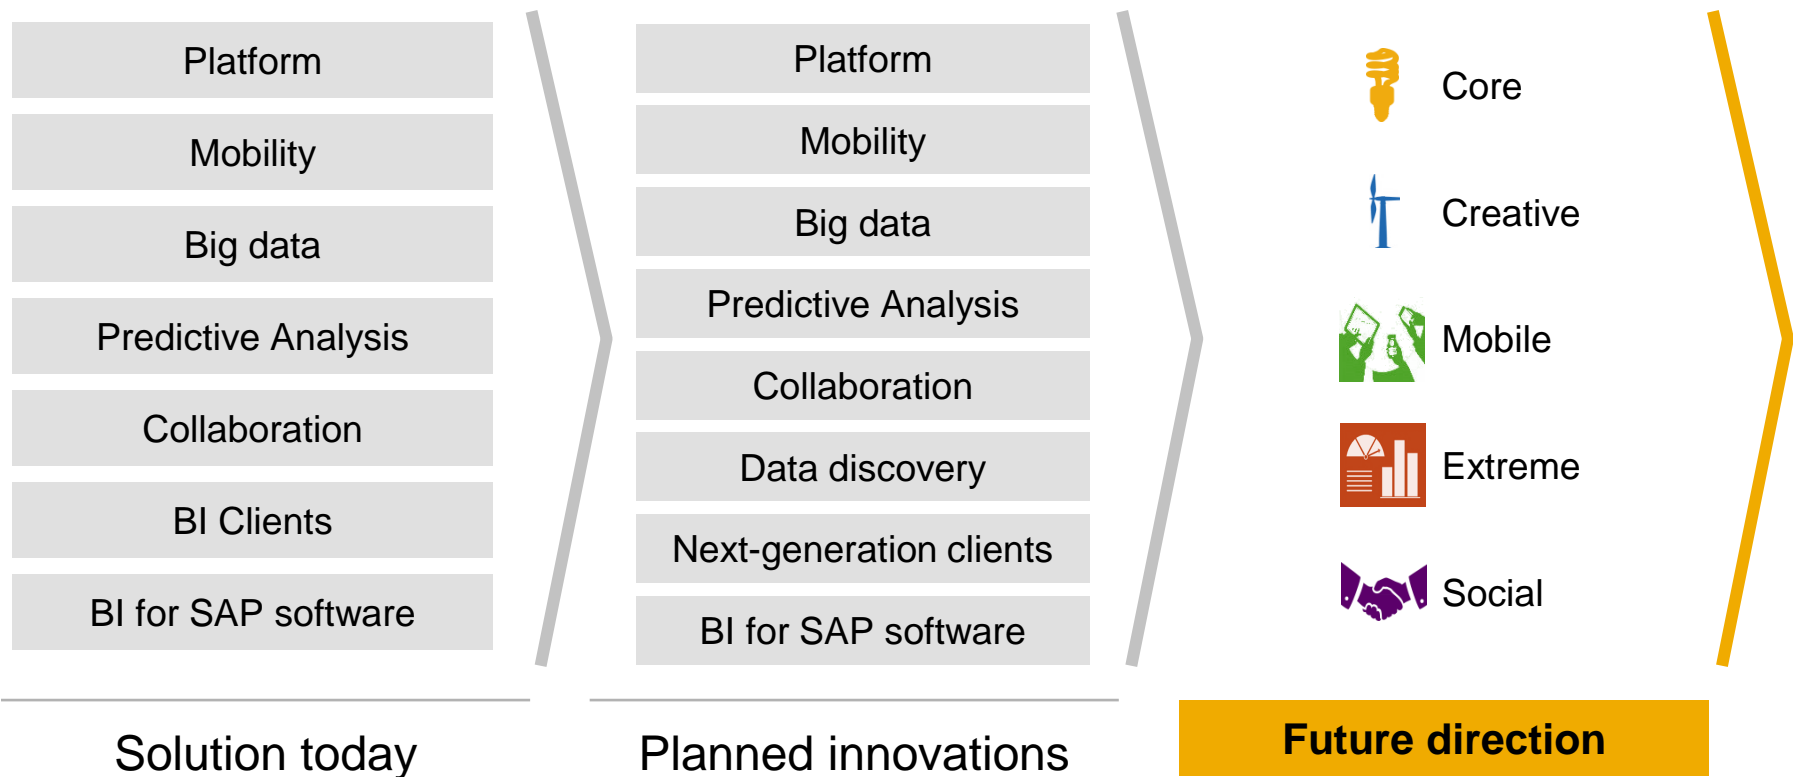 Platform
Mobility
Big data
Predictive Analysis
Collaboration
BI Clients
BI for SAP software
Solution today
Platform
Mobility
Big data
Predictive Analysis
Collaboration
Data discovery
Next-generation clients
BI for SAP software
Planned innovations
Core
Creative
Mobile
Extreme
Social
Future direction